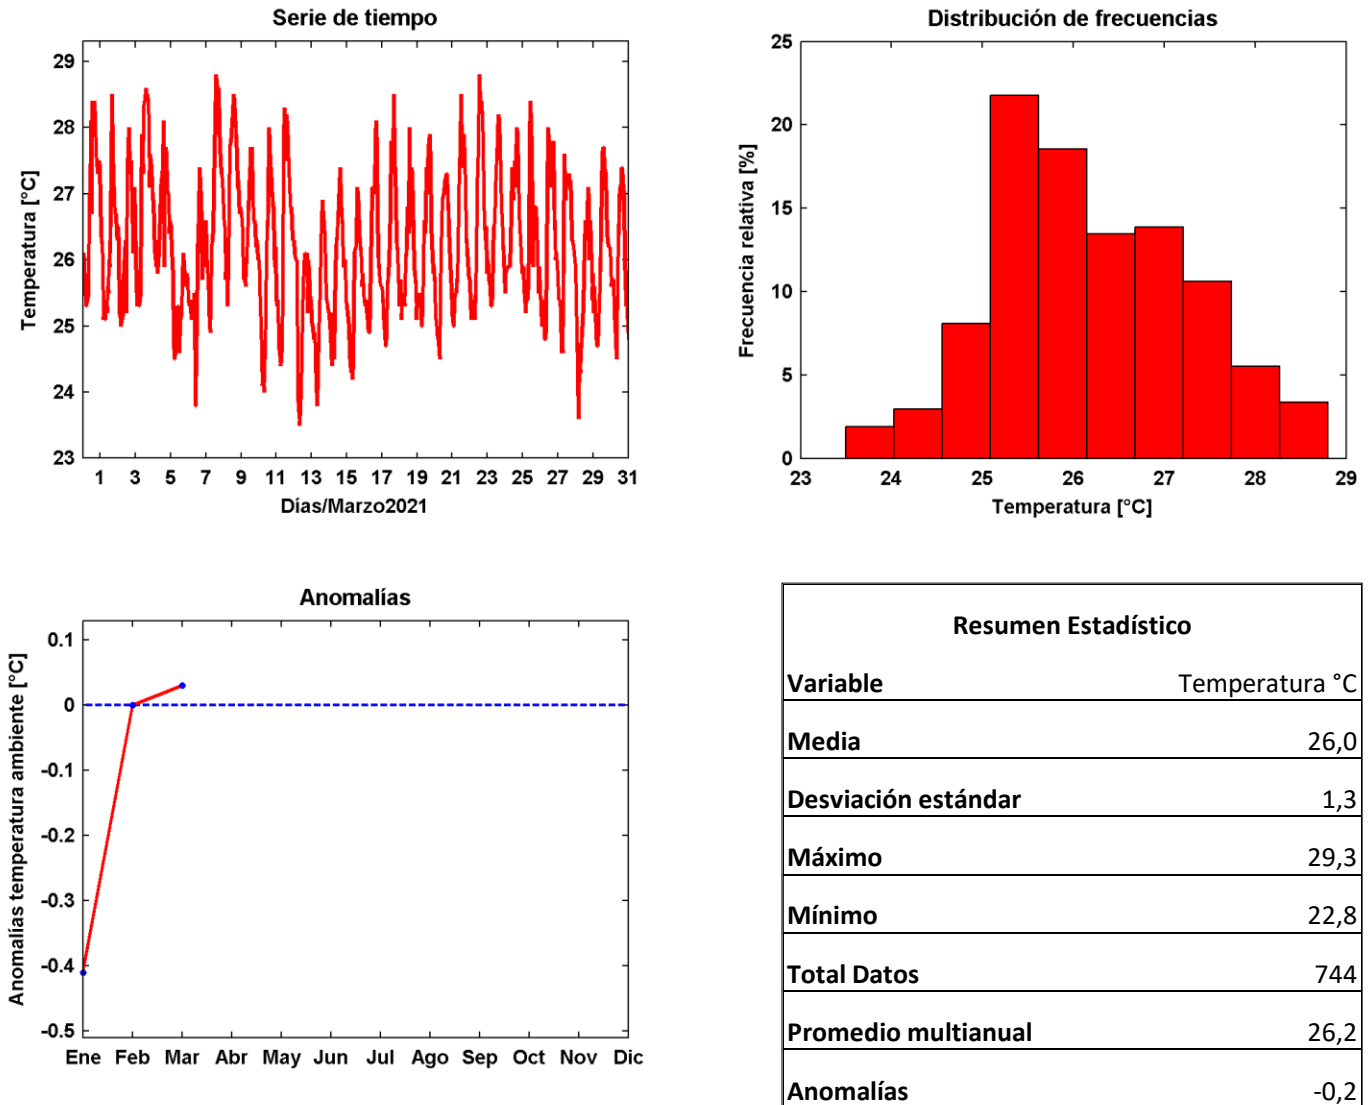 Serie de tiempo
29
28
27
26
25
24
23
Temperatura [°C]
1 3 5 7 9 11 13 15 17 19 21 23 25 27 29 31
Días/Marzo2021
Distribución de frecuencias
25
20
15
10
5
0
Frecuencia relativa [%]
23 24 25 26 27 28 29
Temperatura [°C]
Anomalías
0.1
0
-0.1
-0.2
-0.3
-0.4
-0.5
Anomalías temperatura ambiente [°C]
Ene Feb Mar Abr May Jun Jul Ago Sep Oct Nov Dic
Resumen Estadístico
Variable Temperatura °C
Media 26,0
Desviación estándar 1,3
Máximo 29,3
Mínimo 22,8
Total Datos 744
Promedio multianual 26,2
Anomalías -0,2